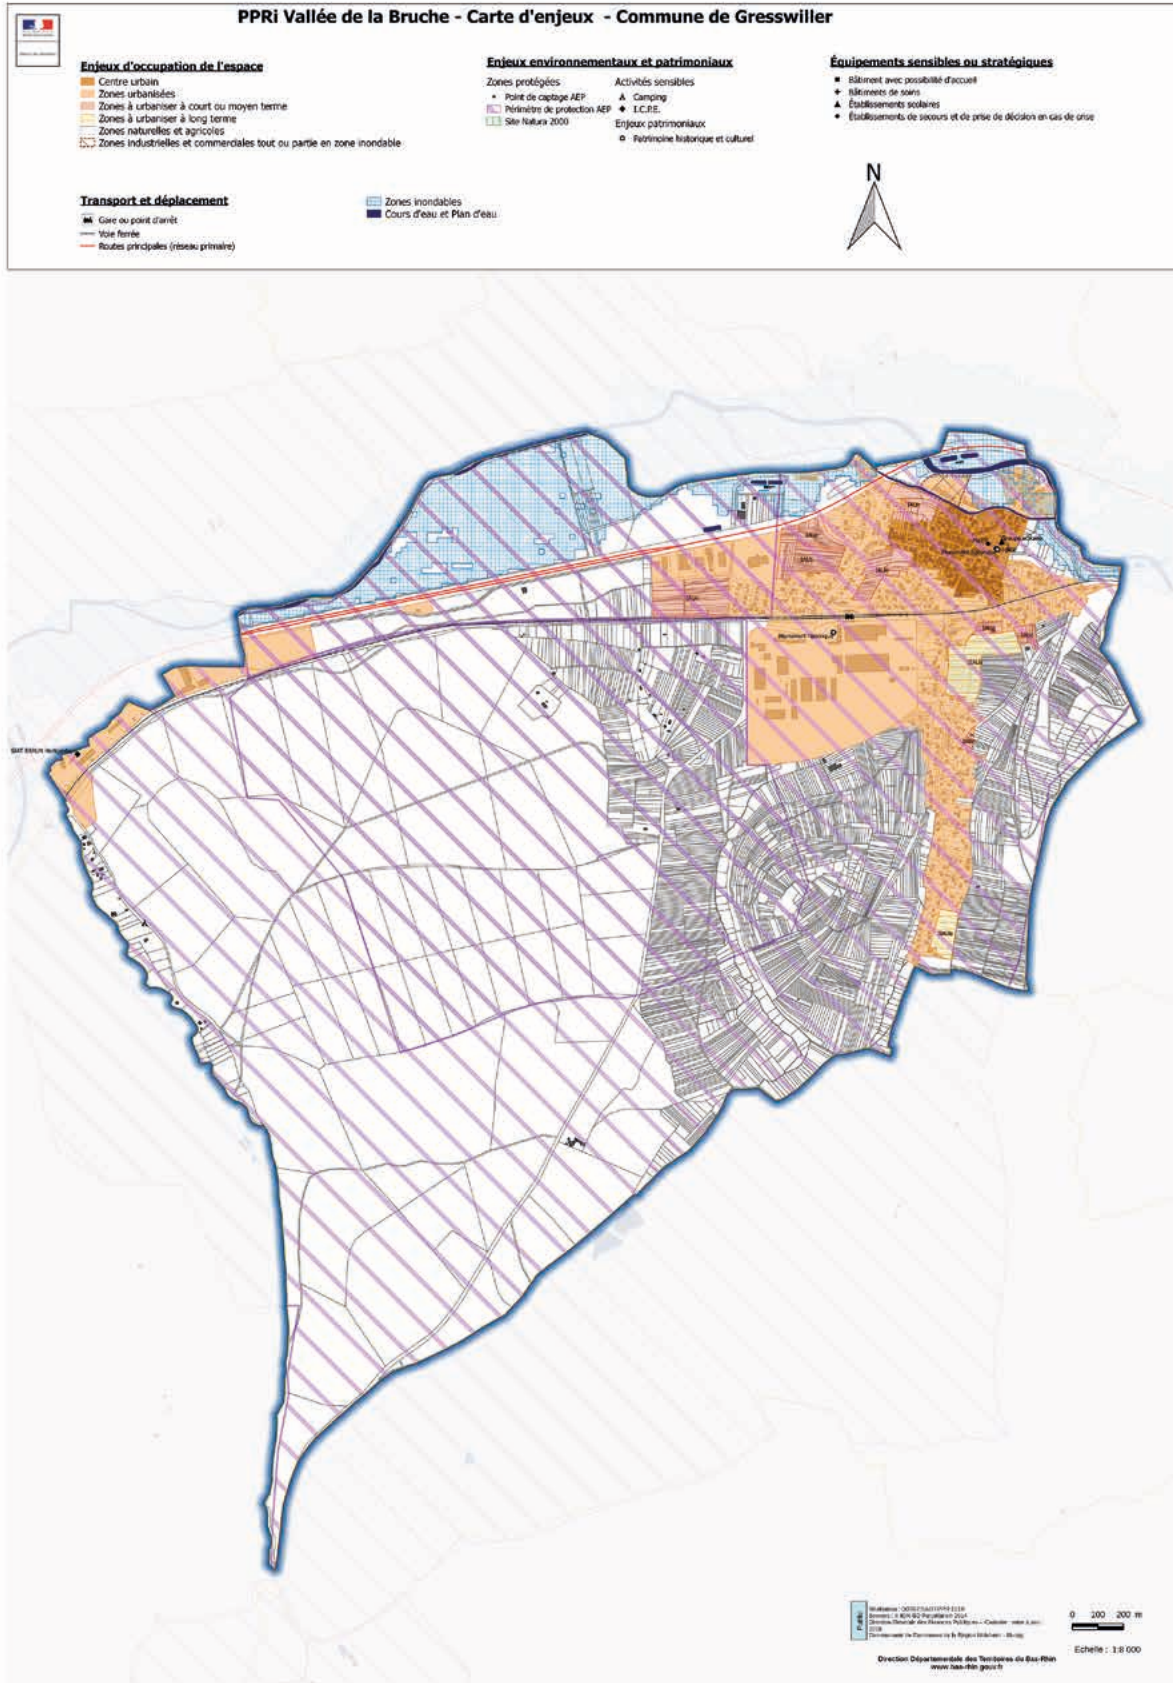 PPRi Vallée de la Bruche - Carte d'enjeux - Commune de Gresswiller
Enjeux d'occupation de l'espace
Centre urbain
Zones urbanisées
Zones à urbaniser à court ou moyen terme
Zones à urbaniser à long terme
Zones naturelles et agricoles
Zones industrielles et commerciales tout ou partie en zone inondable
Enjeux environnementaux et patrimoniaux
Zones protégées
Point de captage AEP
Périmètre de protection AEP
Site Natura 2000
Activités sensibles
Camping
I.C.P.E.
Enjeux patrimoniaux
Patrimoine historique et culturel
Équipements sensibles ou stratégiques
Bâtiment avec possibilité d'accueil
Bâtiments de soins
Établissements scolaires
Établissements de secours et de prise de décision en cas de crise
Transport et déplacement
Gare ou point d'arrêt
Voie ferrée
Routes principales (réseau primaire)
Zones inondables
Cours d'eau et Plan d'eau
N
Public
0 100 200 m
Echelle : 1:8 000
Direction Départementale des Territoires du Bas-Rhin
www.bas-rhin.gouv.fr